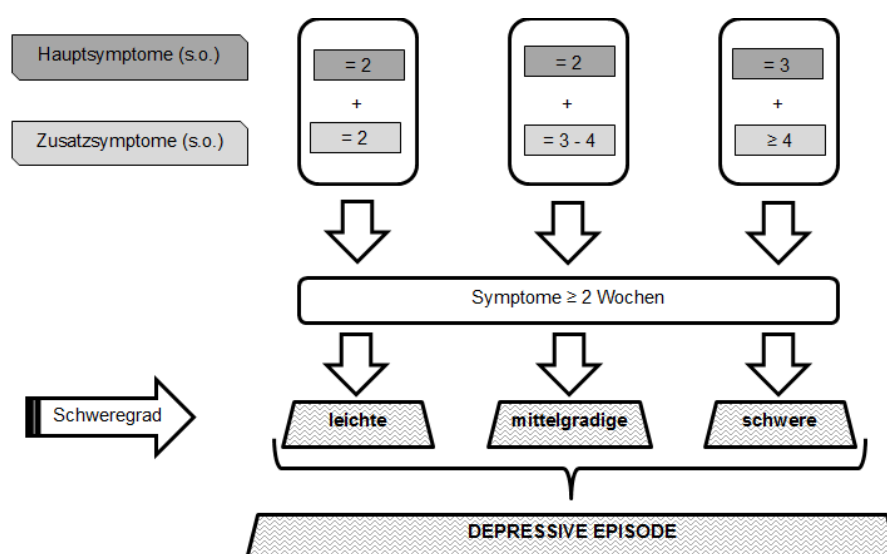 Hauptsymptome (s.o.)
= 2
= 2
= 3
+
+
+
Zusatzsymptome (s.o.)
= 2
= 3 - 4
≥ 4
Symptome ≥ 2 Wochen
Schweregrad
leichte
mittelgradige
schwere
DEPRESSIVE EPISODE